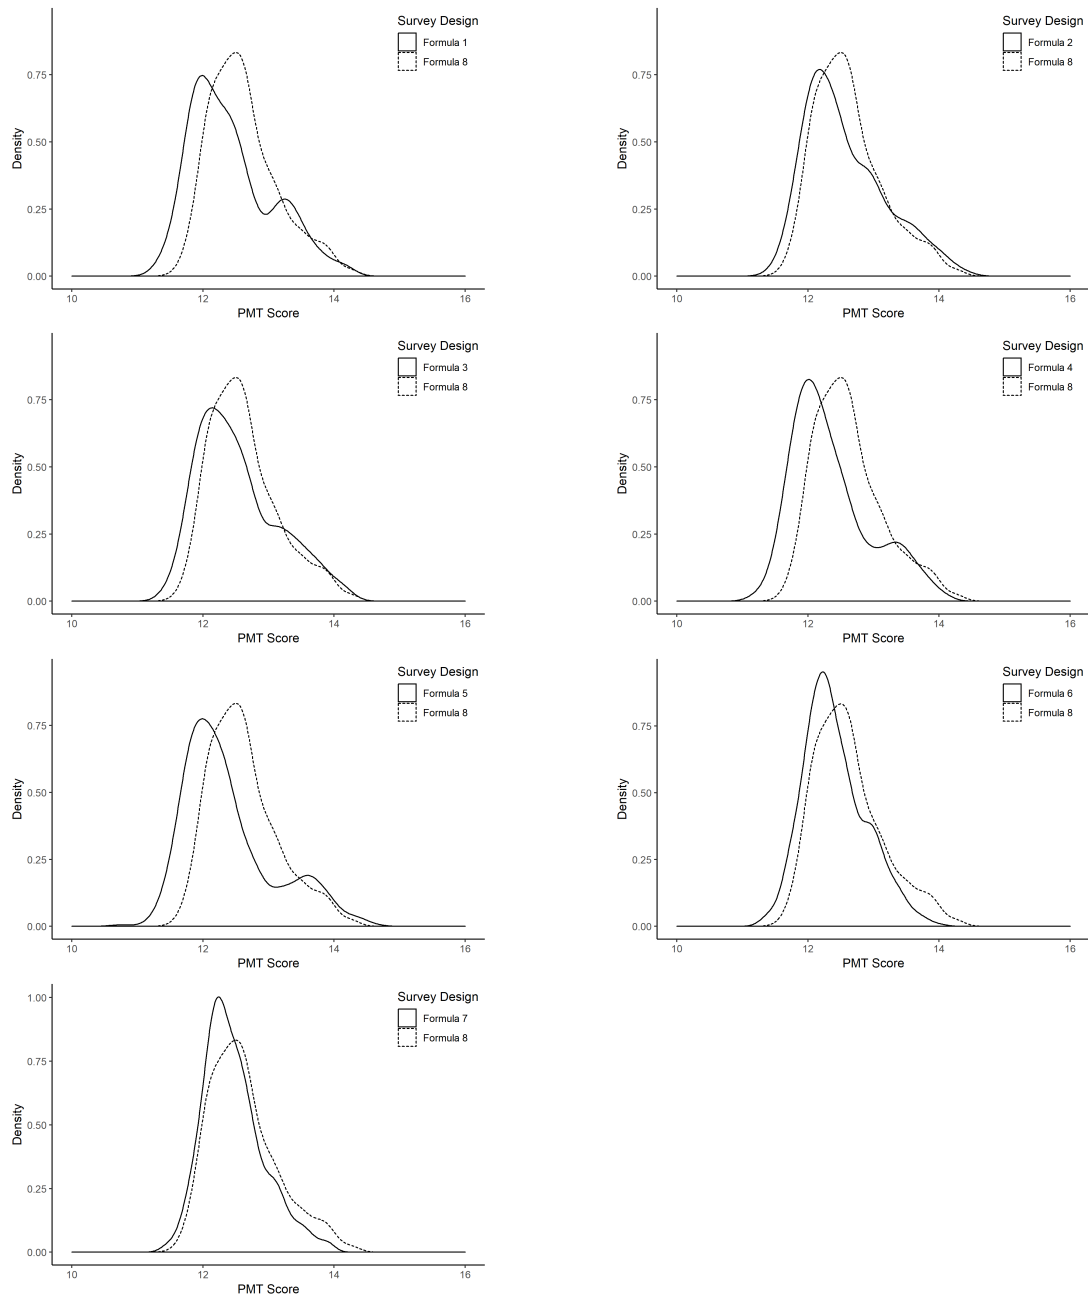 Survey Design
Formula 1
Formula 8
0.75
0.50
0.25
0.00
Density
10 12 14 16
PMT Score
Survey Design
Formula 2
Formula 8
0.75
0.50
0.25
0.00
Density
10 12 14 16
PMT Score
Survey Design
Formula 3
Formula 8
0.75
0.50
0.25
0.00
Density
10 12 14 16
PMT Score
Survey Design
Formula 4
Formula 8
0.75
0.50
0.25
0.00
Density
10 12 14 16
PMT Score
Survey Design
Formula 5
Formula 8
0.75
0.50
0.25
0.00
Density
10 12 14 16
PMT Score
Survey Design
Formula 6
Formula 8
0.75
0.50
0.25
0.00
Density
10 12 14 16
PMT Score
Survey Design
Formula 7
Formula 8
1.00
0.75
0.50
0.25
0.00
Density
10 12 14 16
PMT Score